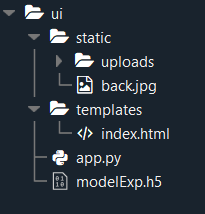 ui
static
uploads
back.jpg
templates
index.html
app.py
modelExp.h5